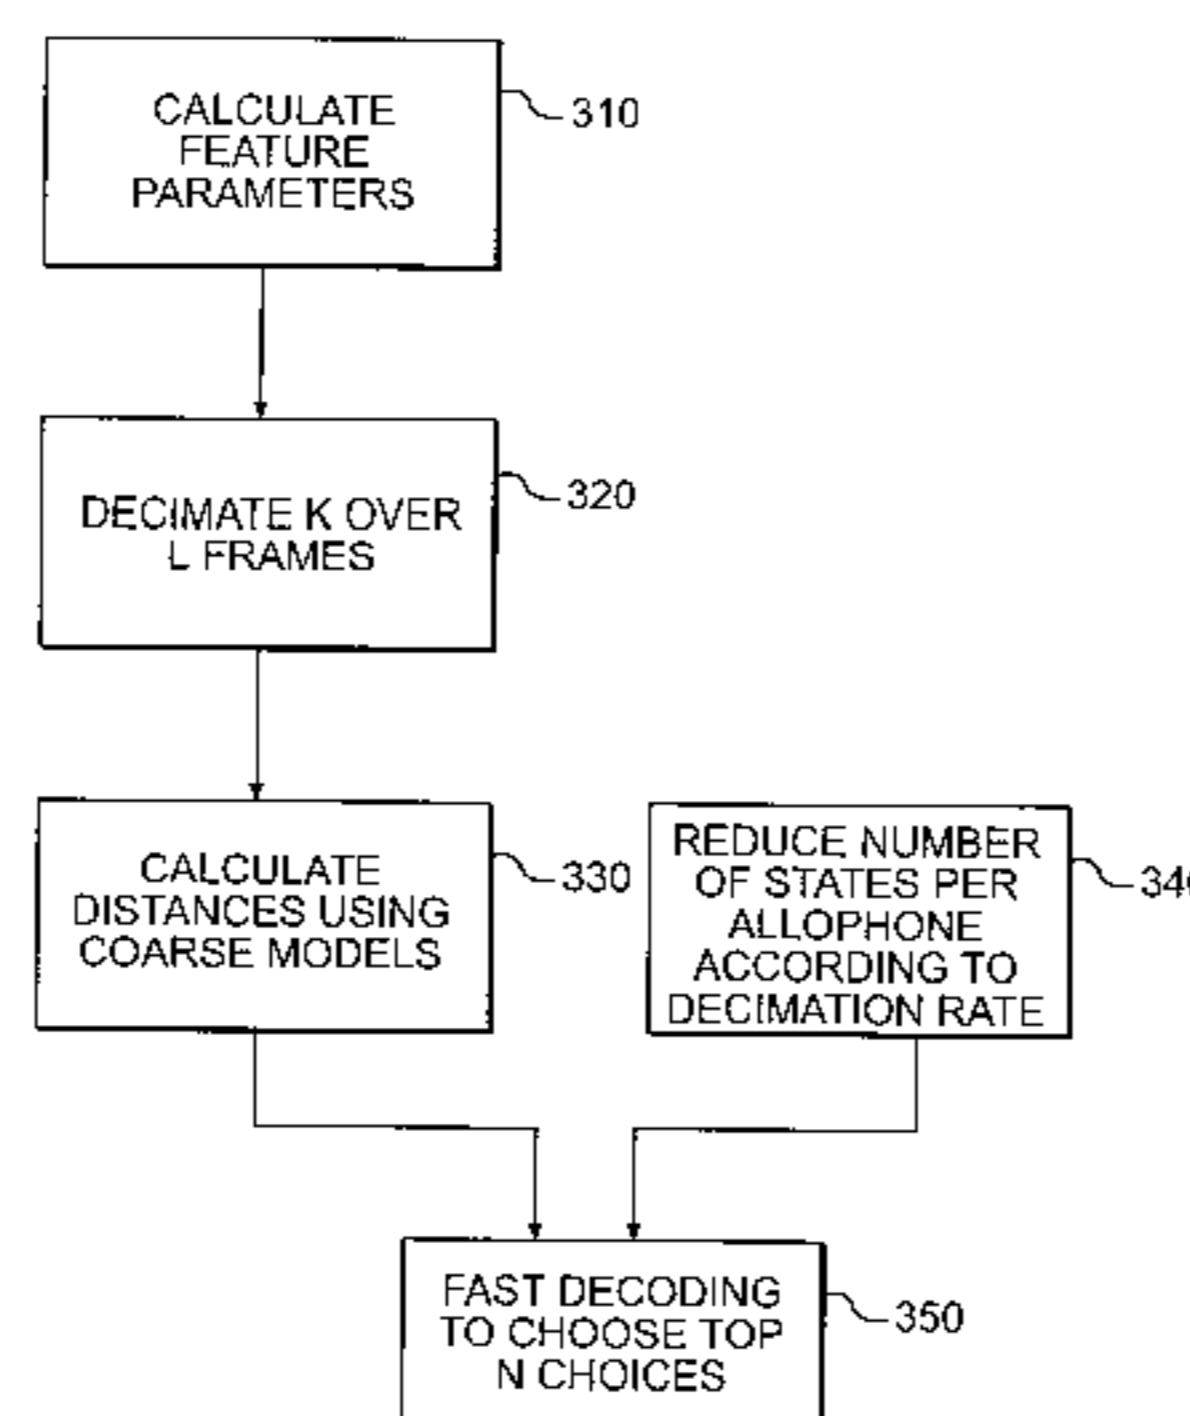 CALCULATE
FEATURE
PARAMETERS
310
DECIMATE K OVER
L FRAMES
320
CALCULATE
DISTANCES USING
COARSE MODELS
330
REDUCE NUMBER
OF STATES PER
ALLOPHONE
ACCORDING TO
DECIMATION RATE
FAST DECODING
TO CHOOSE TOP
N CHOICES
350